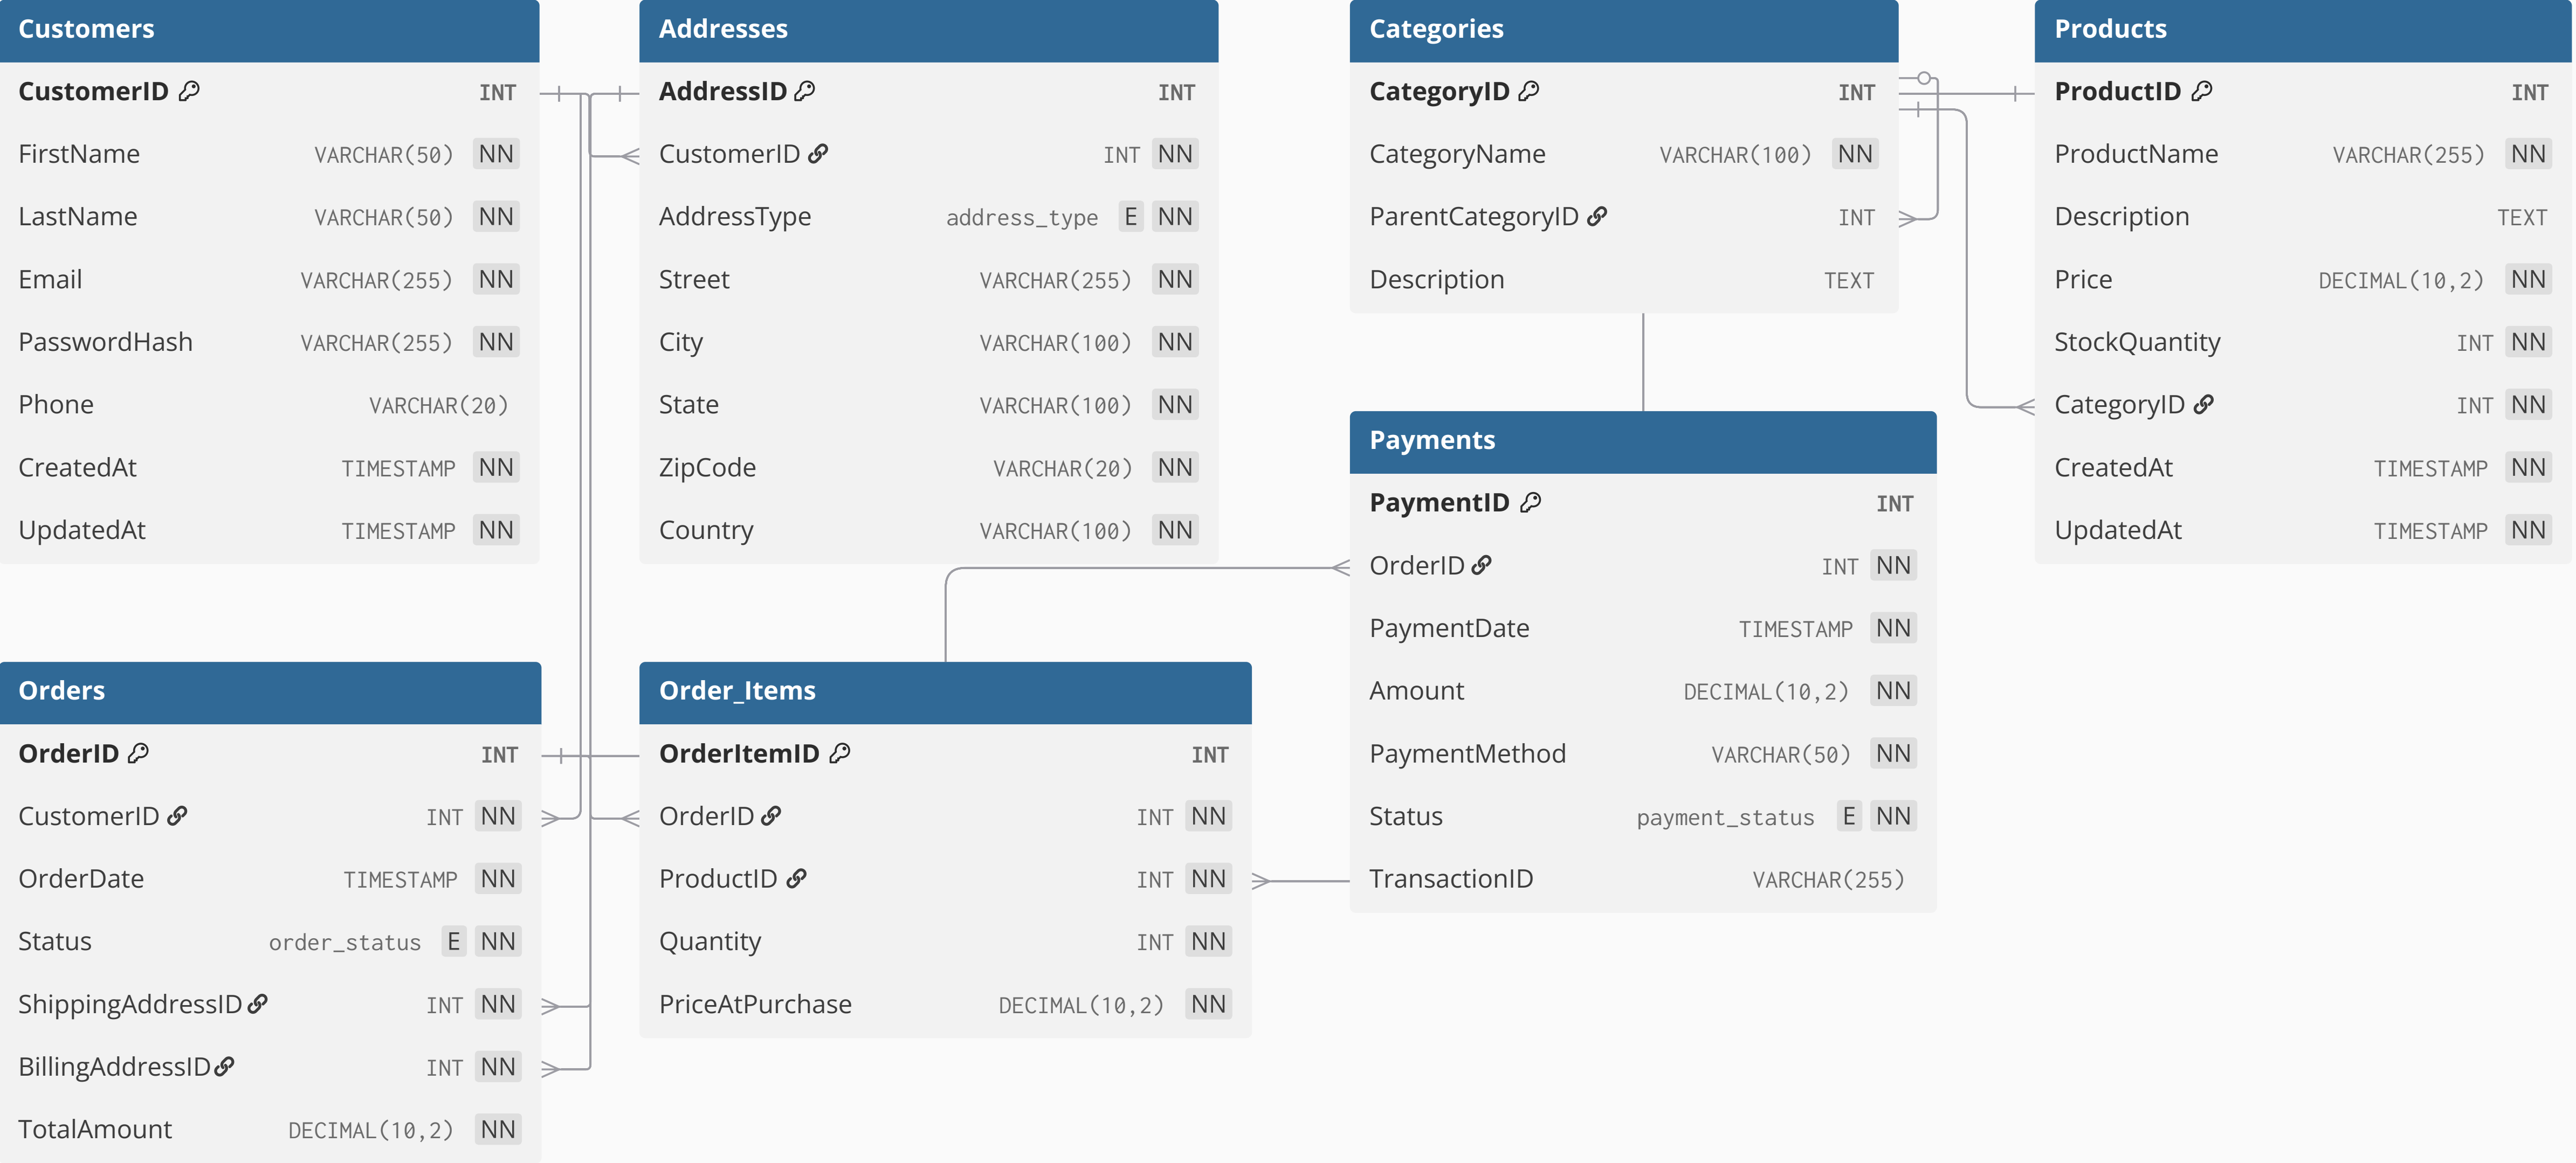 Customers
CustomerID INT
FirstName VARCHAR(50) NN
LastName VARCHAR(50) NN
Email VARCHAR(255) NN
PasswordHash VARCHAR(255) NN
Phone VARCHAR(20)
CreatedAt TIMESTAMP NN
UpdatedAt TIMESTAMP NN
Addresses
AddressID INT
CustomerID INT NN
AddressType address_type E NN
Street VARCHAR(255) NN
City VARCHAR(100) NN
State VARCHAR(100) NN
ZipCode VARCHAR(20) NN
Country VARCHAR(100) NN
Categories
CategoryID INT
CategoryName VARCHAR(100) NN
ParentCategoryID INT
Description TEXT
Products
ProductID INT
ProductName VARCHAR(255) NN
Description TEXT
Price DECIMAL(10,2) NN
StockQuantity INT NN
CategoryID INT NN
CreatedAt TIMESTAMP NN
UpdatedAt TIMESTAMP NN
Payments
PaymentID INT
OrderID INT NN
PaymentDate TIMESTAMP NN
Amount DECIMAL(10,2) NN
PaymentMethod VARCHAR(50) NN
Status payment_status E NN
TransactionID VARCHAR(255)
Orders
OrderID INT
CustomerID INT NN
OrderDate TIMESTAMP NN
Status order_status E NN
ShippingAddressID INT NN
BillingAddressID INT NN
TotalAmount DECIMAL(10,2) NN
Order_Items
OrderItemID INT
OrderID INT NN
ProductID INT NN
Quantity INT NN
PriceAtPurchase DECIMAL(10,2) NN